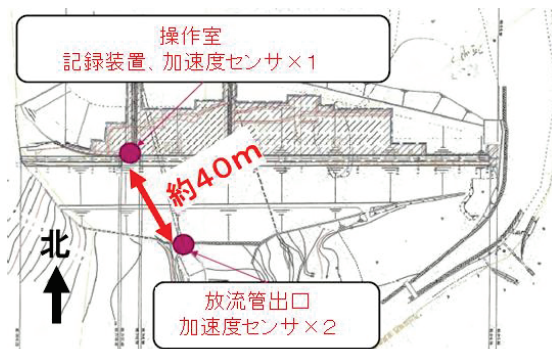 操作室
記録装置、加速度センサ×1
約40m
北
放流管出口
加速度センサ×2